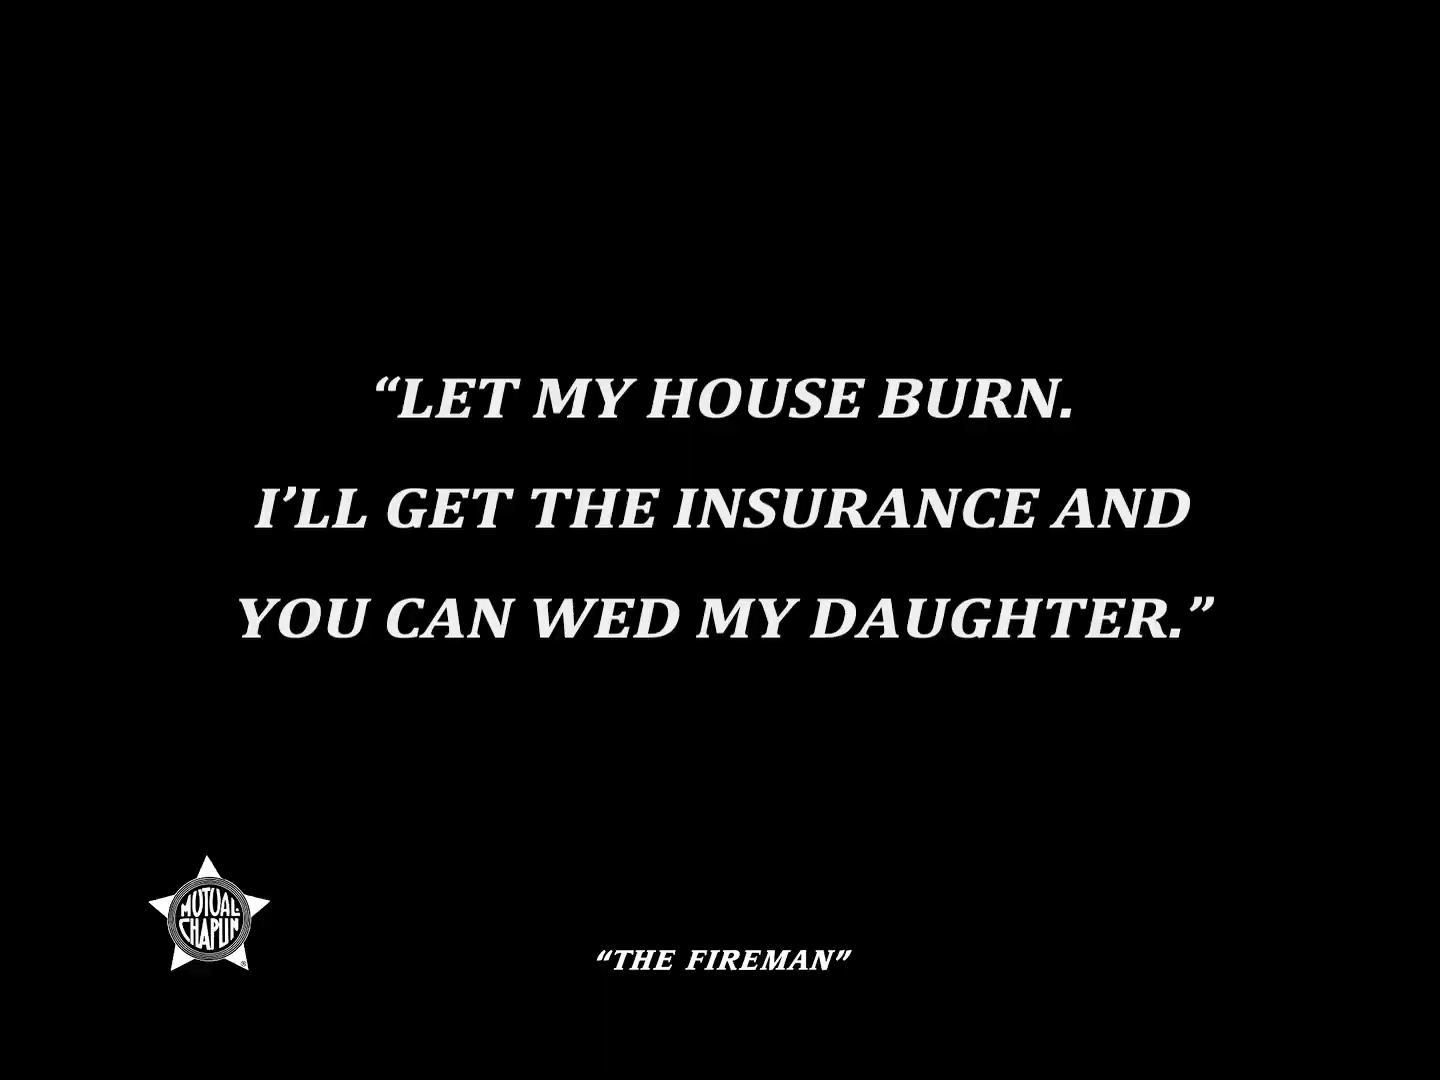 “LET MY HOUSE BURN.
I’LL GET THE INSURANCE AND
YOU CAN WED MY DAUGHTER.”
MUTUAL-
CHAPLIN
“THE FIREMAN”